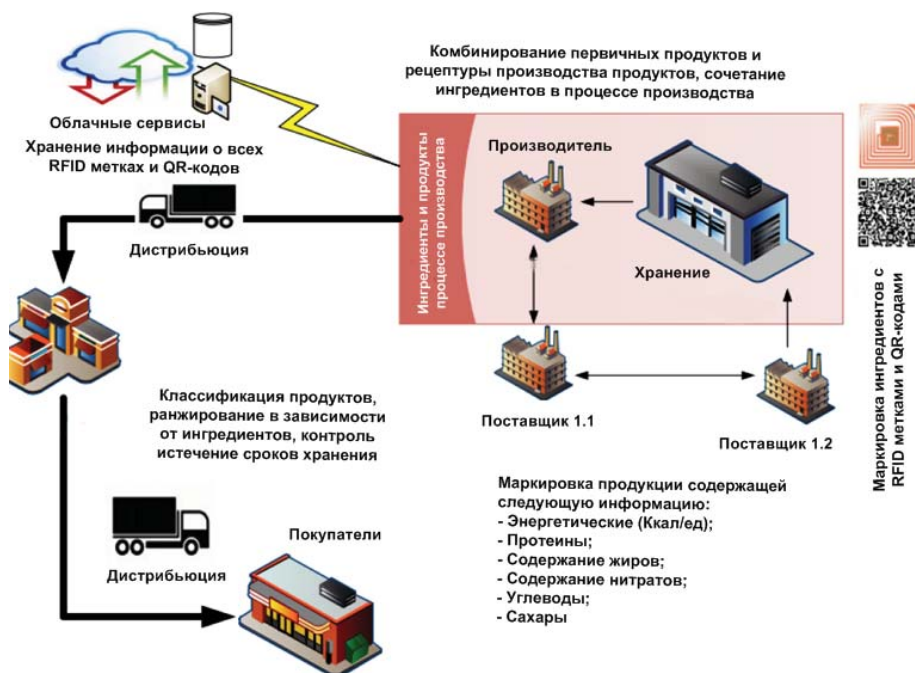 Комбинирование первичных продуктов и
рецептуры производства продуктов, сочетание
ингредиентов в процессе производства
Облачные сервисы
Хранение информации о всех
RFID метках и QR-кодов
Дистрибьюция
Ингредиенты и продукты
процессе производства
Производитель
Хранение
Маркировка ингредиентов с
RFID метками и QR-кодами
Поставщик 1.1
Поставщик 1.2
Классификация продуктов,
ранжирование в зависимости
от ингредиентов, контроль
истечение сроков хранения
Маркировка продукции содержащей
следующую информацию:
- Энергетические (Ккал/ед);
- Протеины;
- Содержание жиров;
- Содержание нитратов;
- Углеводы;
- Сахары
Дистрибьюция
Покупатели